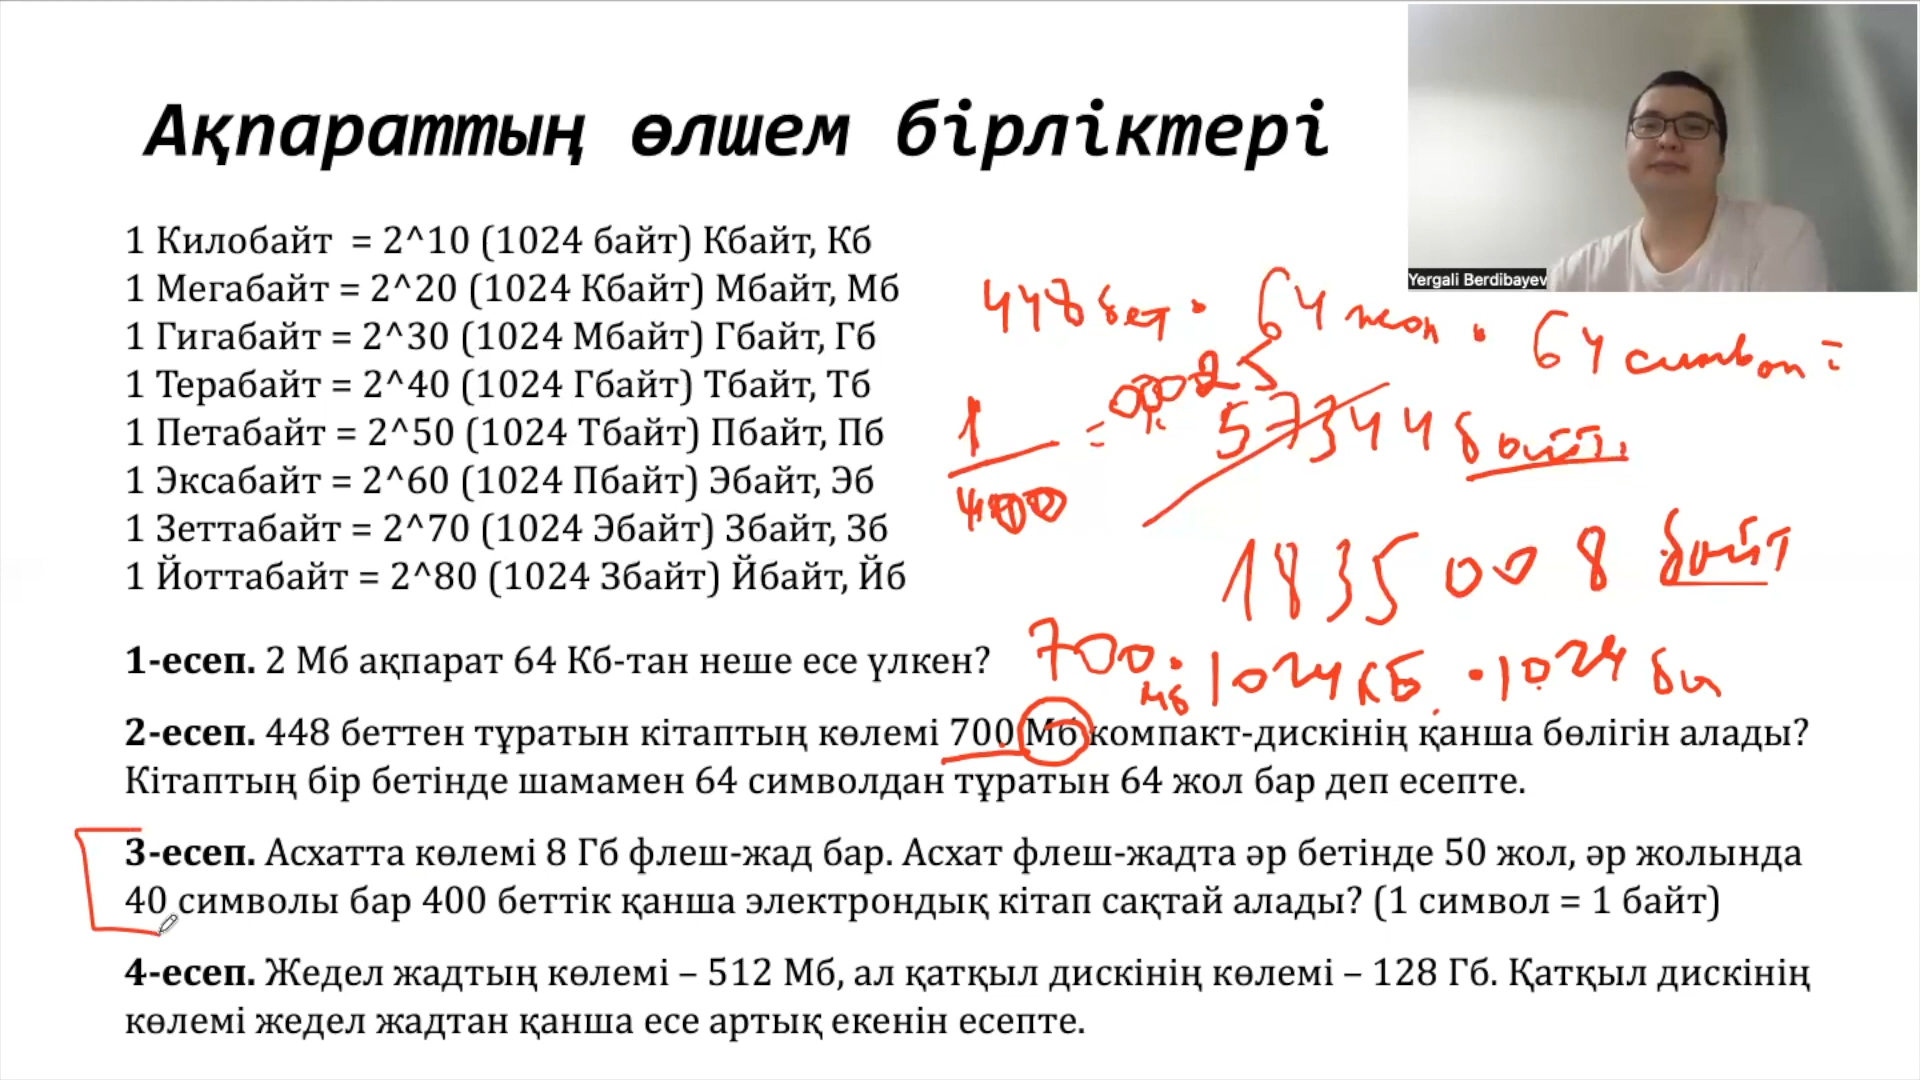 Ақпараттың өлшем бірліктері
Yergali Berdibayev
1 Килобайт = 2^10 (1024 байт) Кбайт, Кб
1 Мегабайт = 2^20 (1024 Кбайт) Мбайт, Мб
1 Гигабайт = 2^30 (1024 Мбайт) Гбайт, Гб
1 Терабайт = 2^40 (1024 Гбайт) Тбайт, Тб
1 Петабайт = 2^50 (1024 Тбайт) Пбайт, Пб
1 Эксабайт = 2^60 (1024 Пбайт) Эбайт, Эб
1 Зеттабайт = 2^70 (1024 Эбайт) Збайт, Зб
1 Йоттабайт = 2^80 (1024 Збайт) Йбайт, Йб
448 бет · 64 жол · 64 символ =
1/400 = 0,0025
57344 байт.
1835008 байт
700 Мб · 1024 Кб · 1024 ба
1-есеп. 2 Мб ақпарат 64 Кб-тан неше есе үлкен?
2-есеп. 448 беттен тұратын кітаптың көлемі 700 Мб компакт-дискінің қанша бөлігін алады?
Кітаптың бір бетінде шамамен 64 символдан тұратын 64 жол бар деп есепте.
3-есеп. Асхатта көлемі 8 Гб флеш-жад бар. Асхат флеш-жадта әр бетінде 50 жол, әр жолында
40 символы бар 400 беттік қанша электрондық кітап сақтай алады? (1 символ = 1 байт)
4-есеп. Жедел жадтың көлемі – 512 Мб, ал қатқыл дискінің көлемі – 128 Гб. Қатқыл дискінің
көлемі жедел жадтан қанша есе артық екенін есепте.